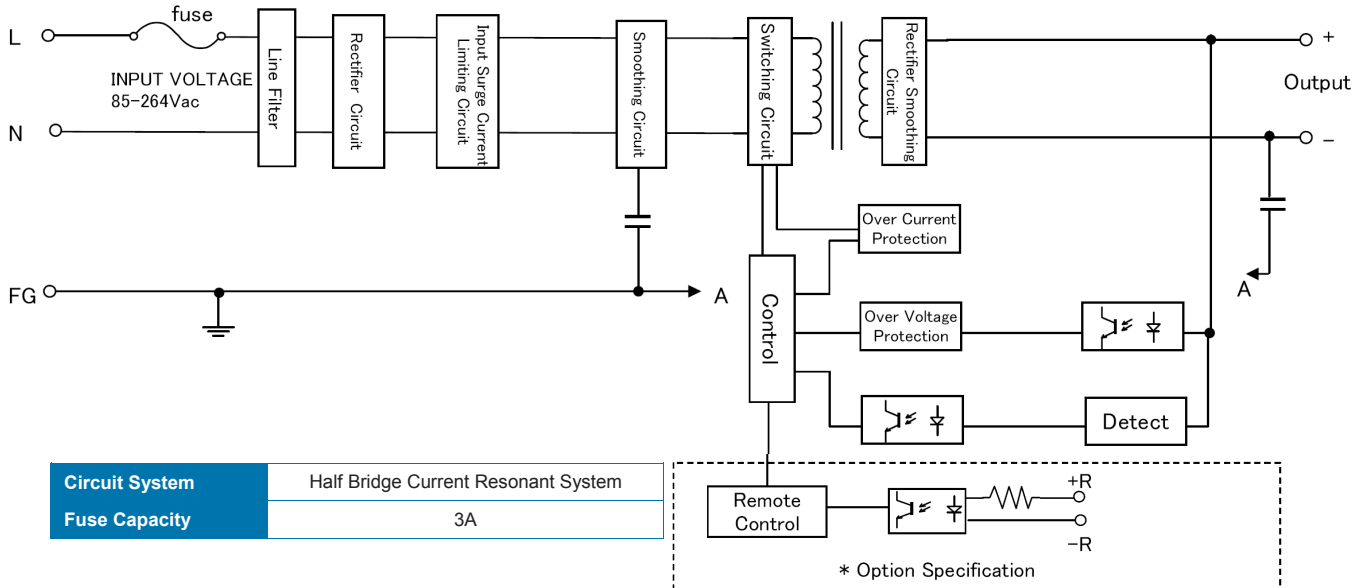 L
fuse
INPUT VOLTAGE
85-264Vac
N
Line Filter
Rectifier Circuit
Input Surge Current
Limiting Circuit
Smoothing Circuit
Switching Circuit
Rectifier Smoothing
Circuit
+
Output
-
Over Current
Protection
FG
A
A
Control
Over Voltage
Protection
Detect
Circuit System
Half Bridge Current Resonant System
Fuse Capacity
3A
Remote
Control
+R
-R
* Option Specification